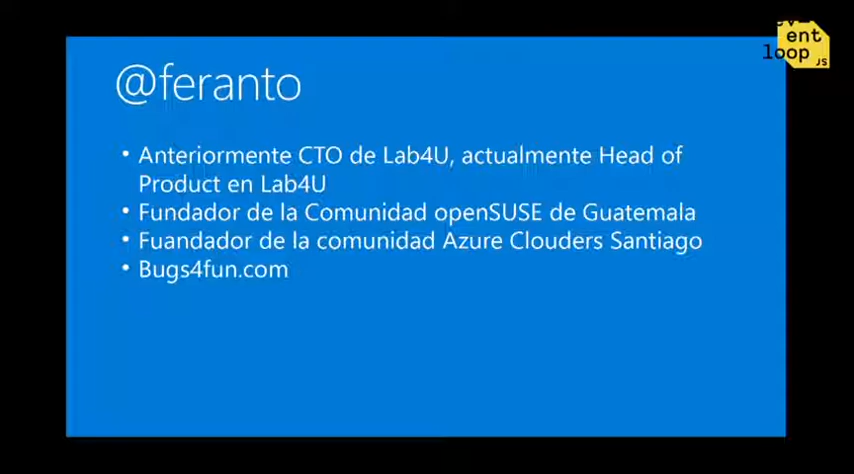 ent
loop
JS
@feranto
• Anteriormente CTO de Lab4U, actualmente Head of
Product en Lab4U
• Fundador de la Comunidad openSUSE de Guatemala
• Fuandador de la comunidad Azure Clouders Santiago
• Bugs4fun.com